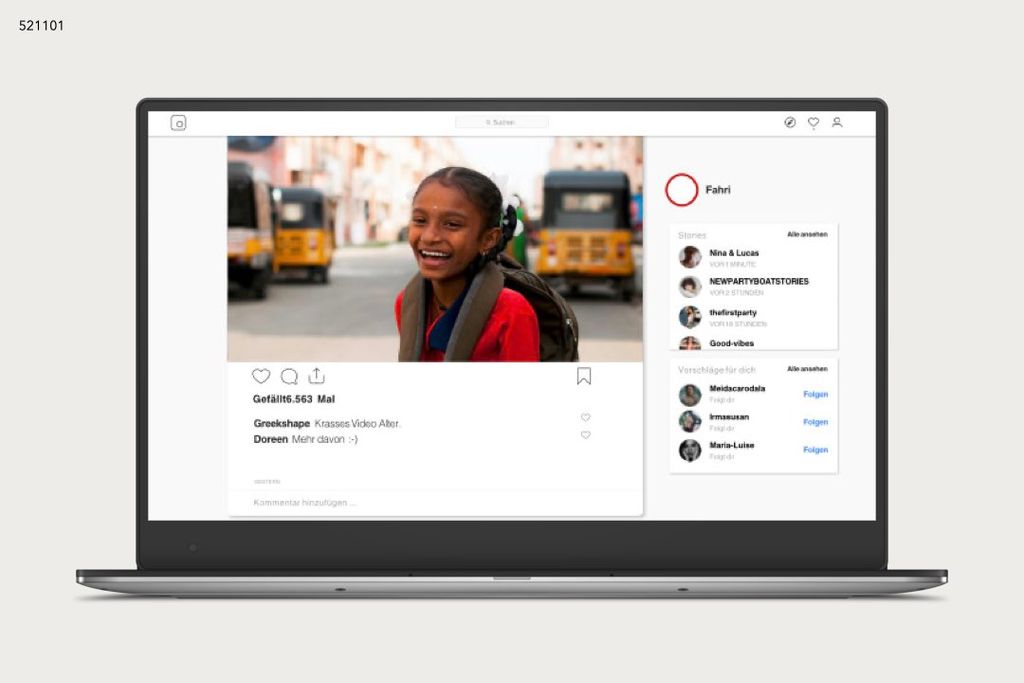 521101
Suchen
Fahri
Stories
Alle ansehen
Nina & Lucas
VOR 1 MINUTE
NEWPARTYBOATSTORIES
VOR 2 STUNDEN
thefirstparty
VOR 18 STUNDEN
Good-vibes
Vorschläge für dich
Alle ansehen
Meidacarodala
Folgt dir
Folgen
Irmasusan
Folgt dir
Folgen
Maria-Luise
Folgt dir
Folgen
Gefällt6.563 Mal
Greekshape Krasses Video Alter.
Doreen Mehr davon :-)
GESTERN
Kommentar hinzufügen ...